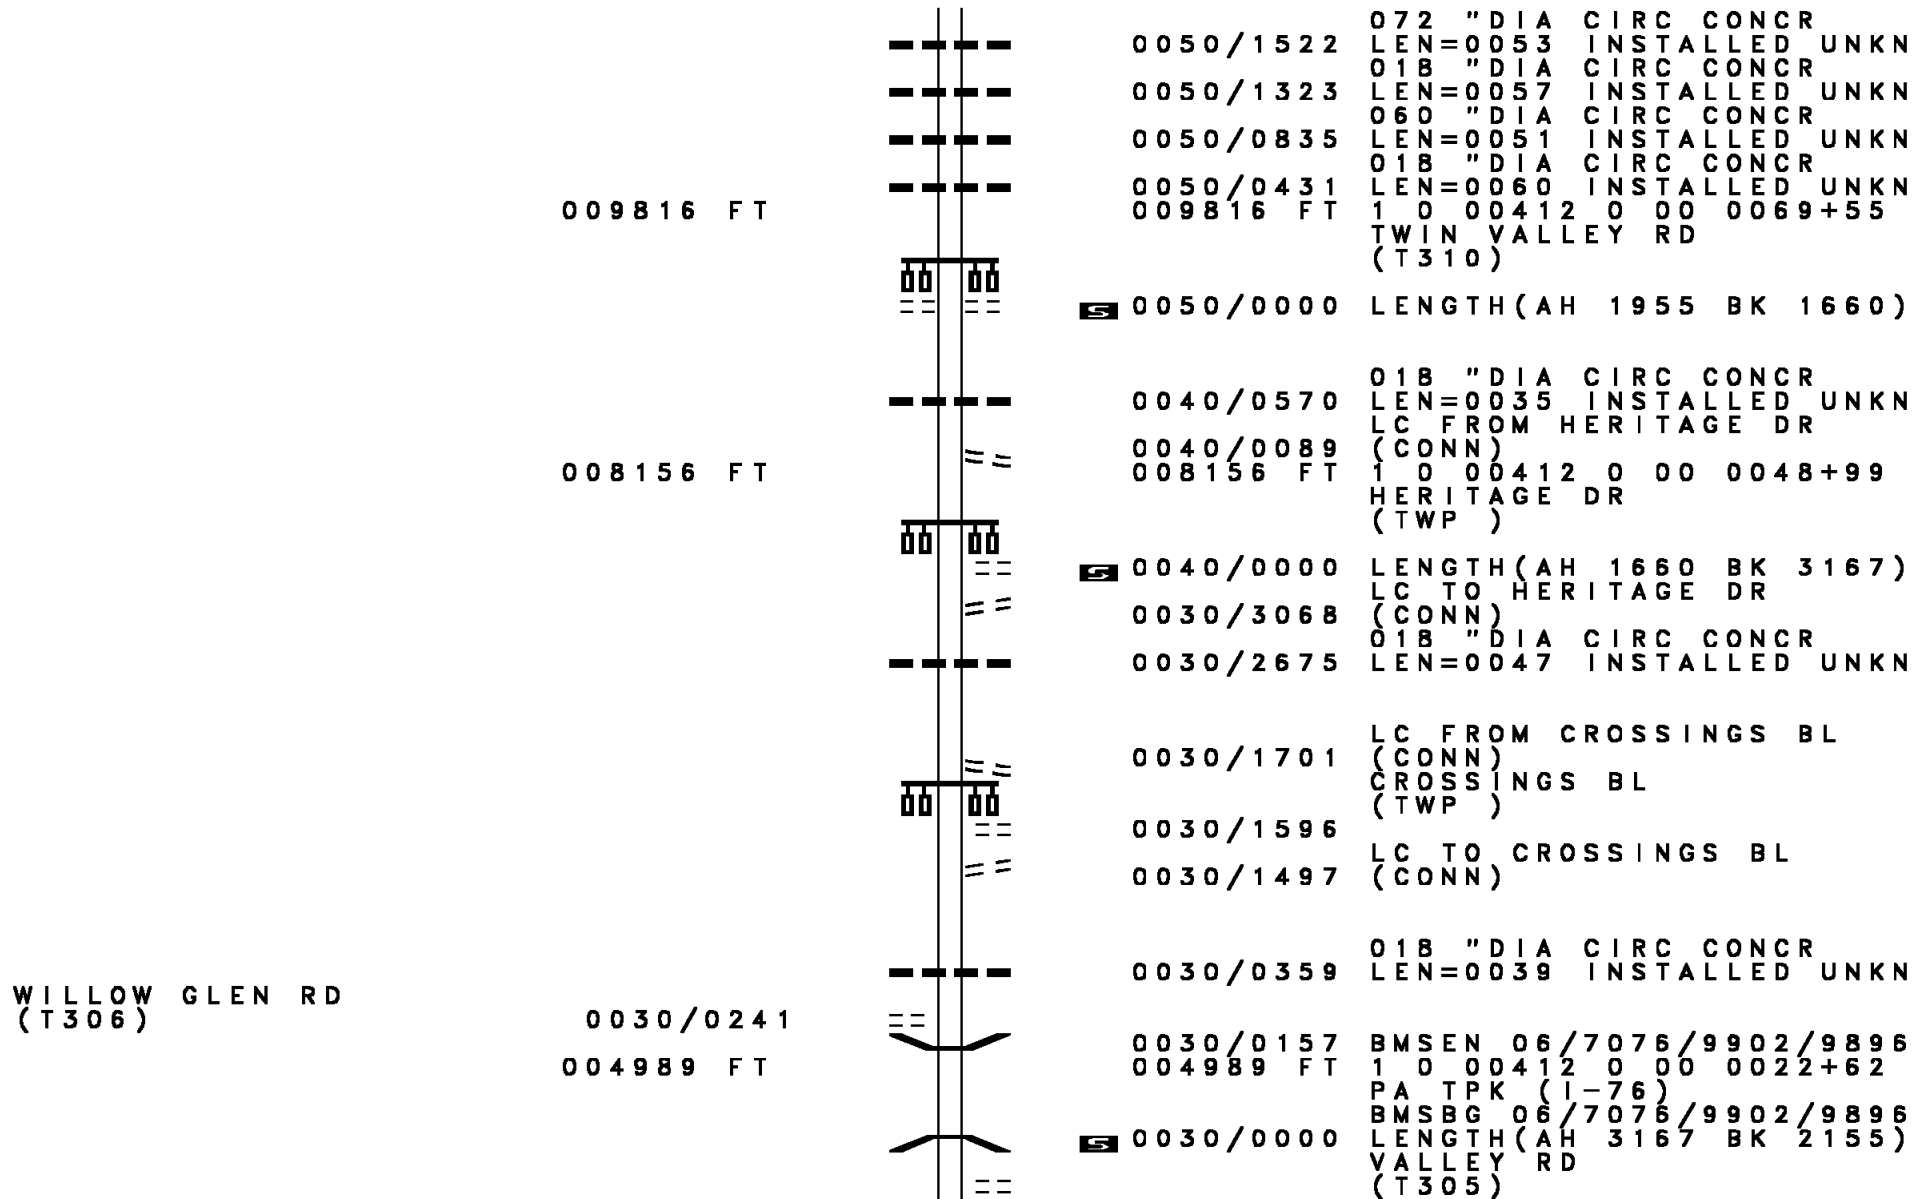 072 "DIA CIRC CONCR
0050/1522 LEN=0053 INSTALLED UNKN
018 "DIA CIRC CONCR
0050/1323 LEN=0057 INSTALLED UNKN
060 "DIA CIRC CONCR
0050/0835 LEN=0051 INSTALLED UNKN
018 "DIA CIRC CONCR
0050/0431 LEN=0060 INSTALLED UNKN
009816 FT 009816 FT 1 0 00412 0 00 0069+55
TWIN VALLEY RD
(T310)
S 0050/0000 LENGTH(AH 1955 BK 1660)
018 "DIA CIRC CONCR
0040/0570 LEN=0035 INSTALLED UNKN
LC FROM HERITAGE DR
0040/0089 (CONN)
008156 FT 008156 FT 1 0 00412 0 00 0048+99
HERITAGE DR
(TWP )
S 0040/0000 LENGTH(AH 1660 BK 3167)
LC TO HERITAGE DR
0030/3068 (CONN)
018 "DIA CIRC CONCR
0030/2675 LEN=0047 INSTALLED UNKN
LC FROM CROSSINGS BL
0030/1701 (CONN)
CROSSINGS BL
(TWP )
0030/1596
LC TO CROSSINGS BL
0030/1497 (CONN)
018 "DIA CIRC CONCR
0030/0359 LEN=0039 INSTALLED UNKN
WILLOW GLEN RD
(T306) 0030/0241
0030/0157 BMSEN 06/7076/9902/9896
004989 FT 004989 FT 1 0 00412 0 00 0022+62
PA TPK (I-76)
BMSBG 06/7076/9902/9896
S 0030/0000 LENGTH(AH 3167 BK 2155)
VALLEY RD
(T305)